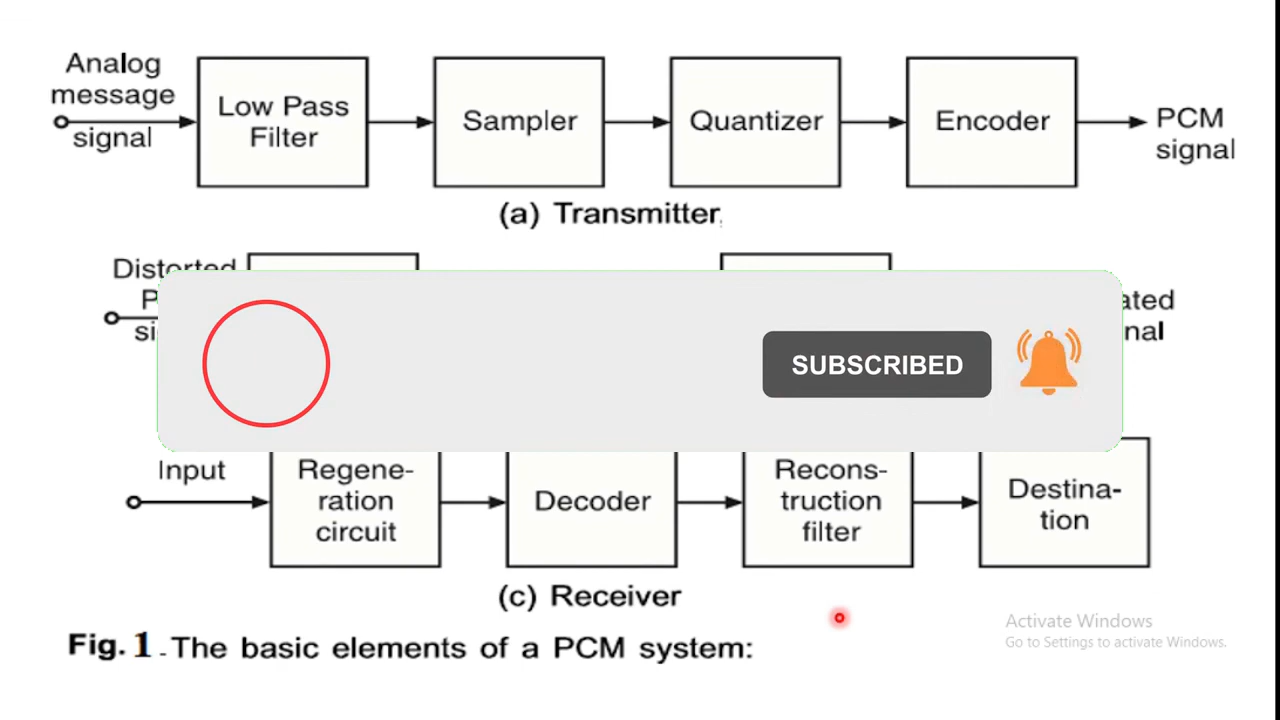 Analog
message
signal
Low Pass
Filter
Sampler
Quantizer
Encoder
PCM
signal
(a) Transmitter
Distorted
SUBSCRIBED
Input
Regene-
ration
circuit
Decoder
Recons-
truction
filter
Destina-
tion
(c) Receiver
Fig. 1 - The basic elements of a PCM system:
Activate Windows
Go to Settings to activate Windows.